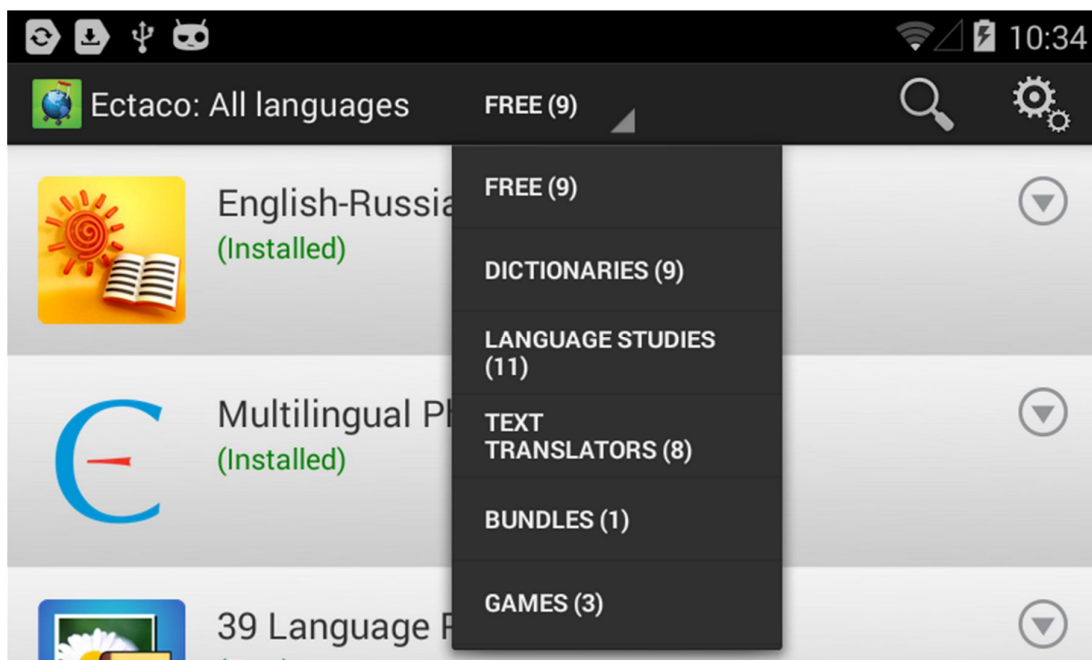 10:34
Ectaco: All languages
FREE (9)
English-Russia
(Installed)
FREE (9)
DICTIONARIES (9)
LANGUAGE STUDIES
(11)
Multilingual
(Installed)
TEXT
TRANSLATORS (8)
BUNDLES (1)
GAMES (3)
39 Language